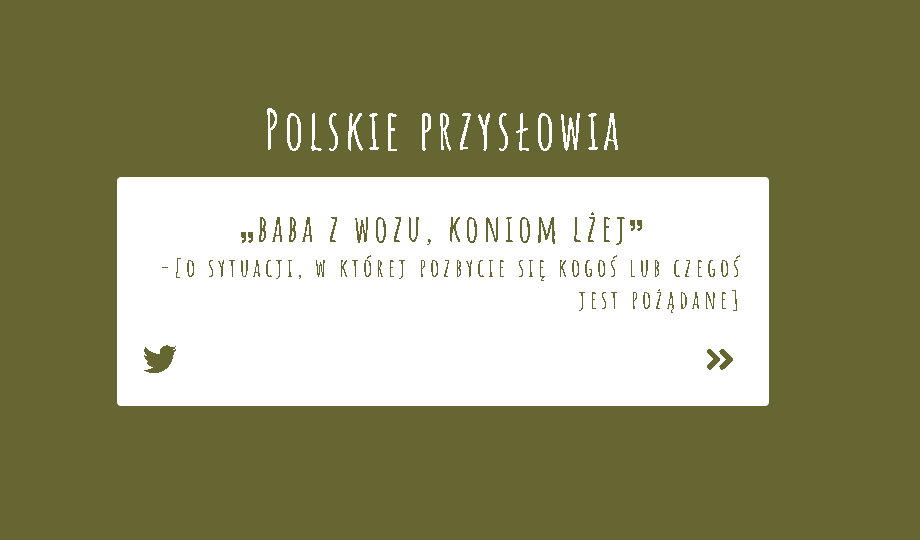 Polskie przysłowia
„Baba z wozu, koniom lżej”
-[o sytuacji, w której pozbycie się kogoś lub czegoś
jest pożądane]